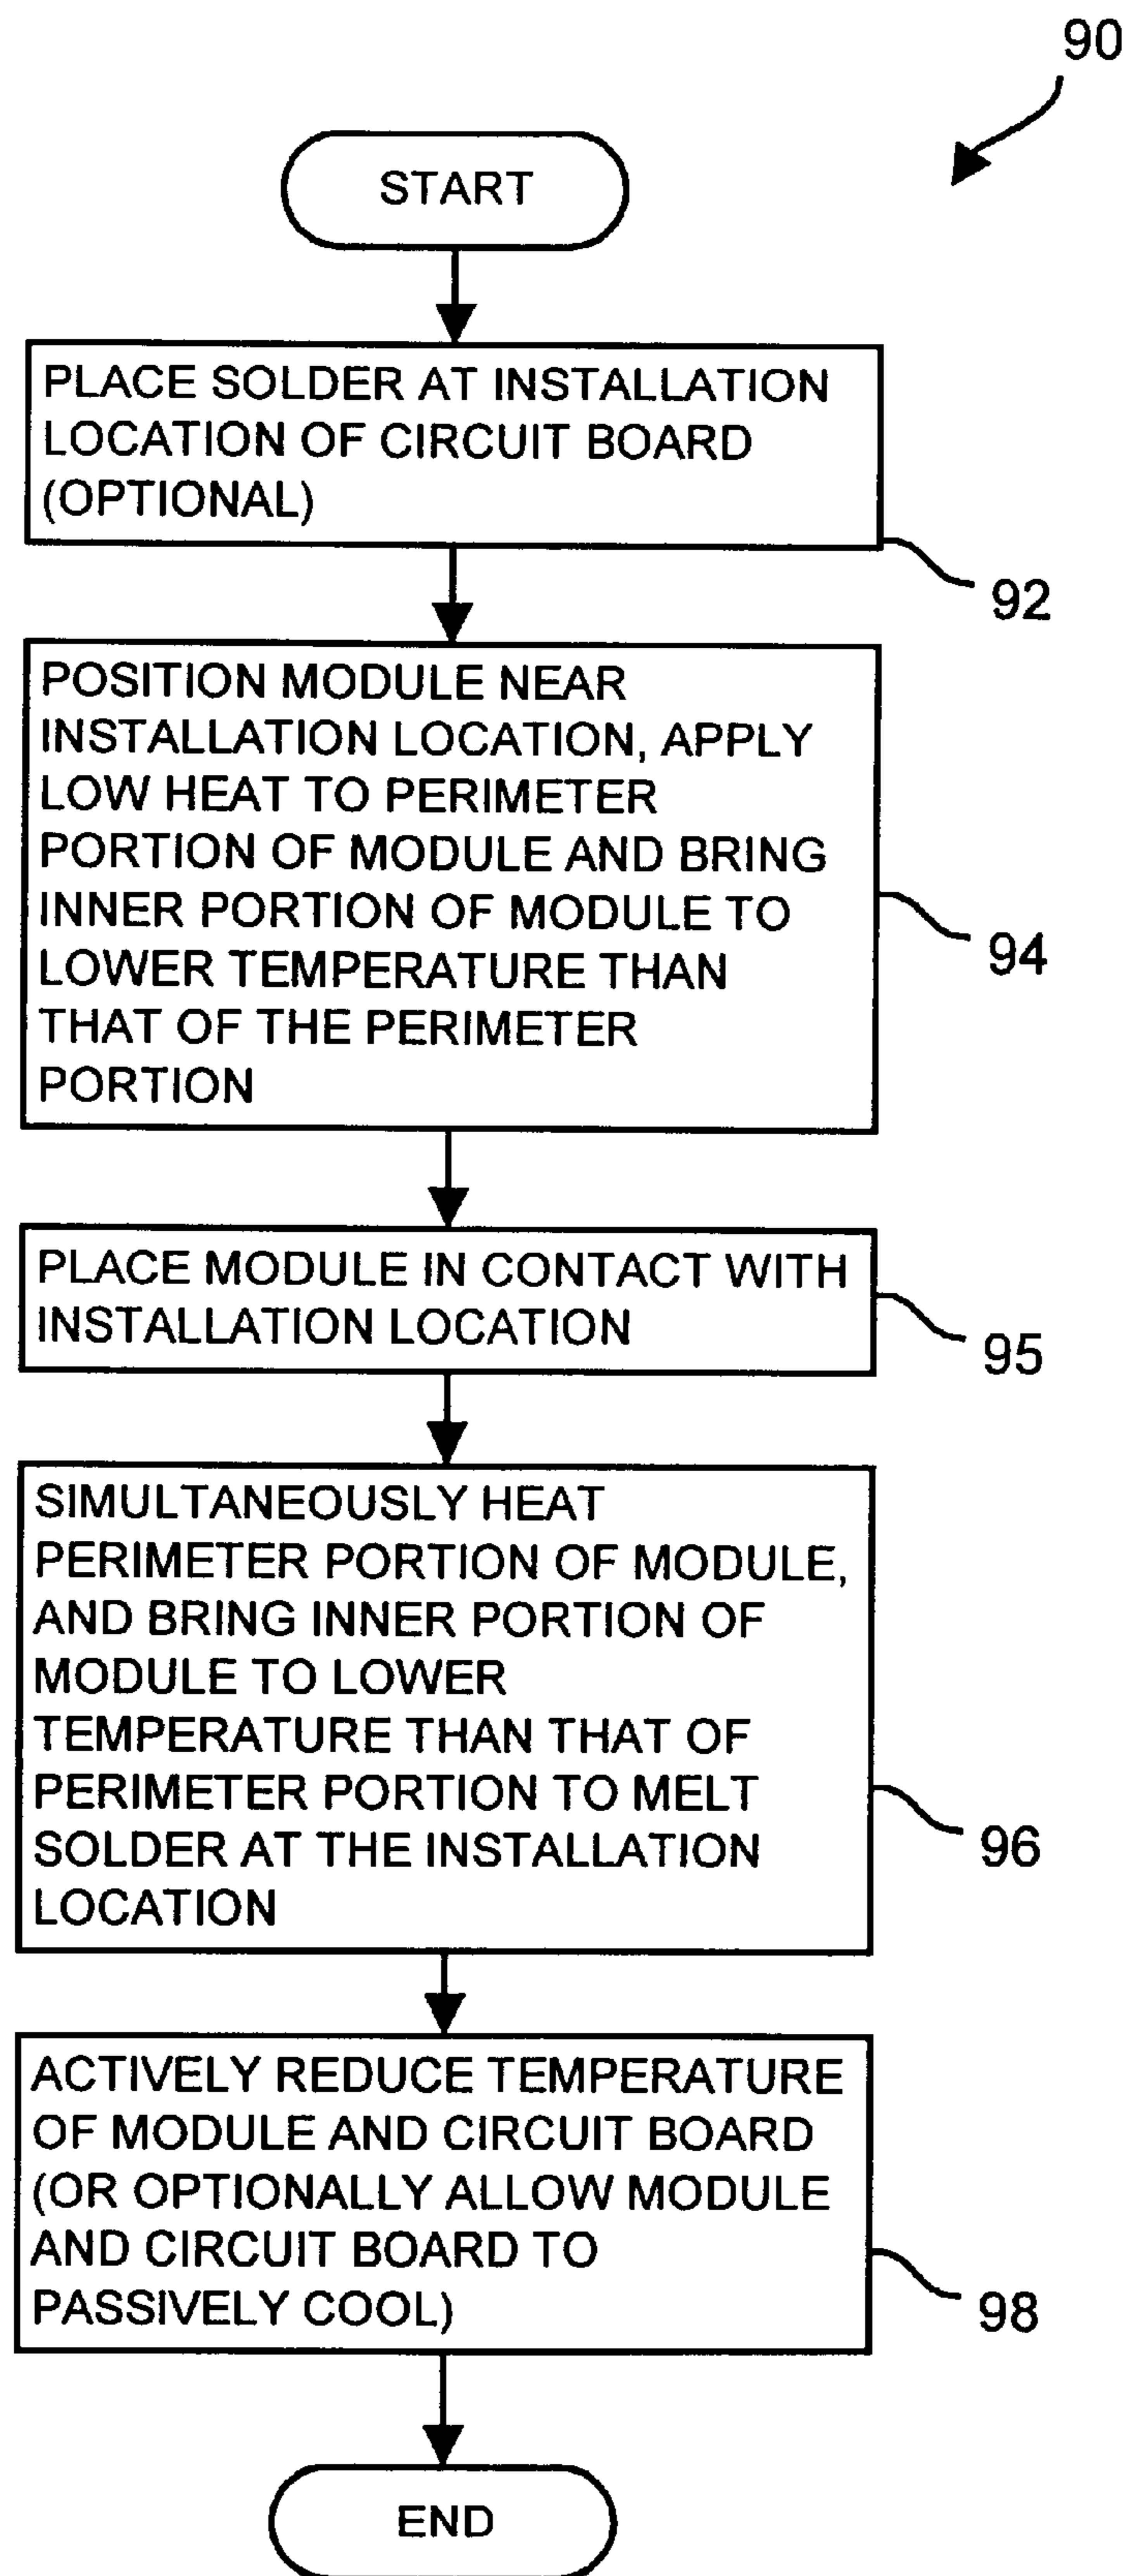 90
START
PLACE SOLDER AT INSTALLATION
LOCATION OF CIRCUIT BOARD
(OPTIONAL)
92
POSITION MODULE NEAR
INSTALLATION LOCATION, APPLY
LOW HEAT TO PERIMETER
PORTION OF MODULE AND BRING
INNER PORTION OF MODULE TO
LOWER TEMPERATURE THAN
THAT OF THE PERIMETER
PORTION
94
PLACE MODULE IN CONTACT WITH
INSTALLATION LOCATION
95
SIMULTANEOUSLY HEAT
PERIMETER PORTION OF MODULE,
AND BRING INNER PORTION OF
MODULE TO LOWER
TEMPERATURE THAN THAT OF
PERIMETER PORTION TO MELT
SOLDER AT THE INSTALLATION
LOCATION
96
ACTIVELY REDUCE TEMPERATURE
OF MODULE AND CIRCUIT BOARD
(OR OPTIONALLY ALLOW MODULE
AND CIRCUIT BOARD TO
PASSIVELY COOL)
98
END